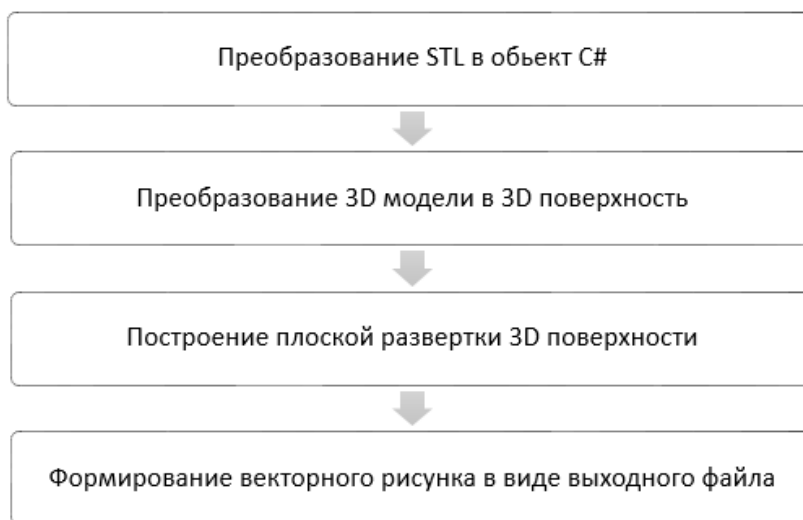 Преобразование STL в обьект C#
Преобразование 3D модели в 3D поверхность
Построение плоской развертки 3D поверхности
Формирование векторного рисунка в виде выходного файла